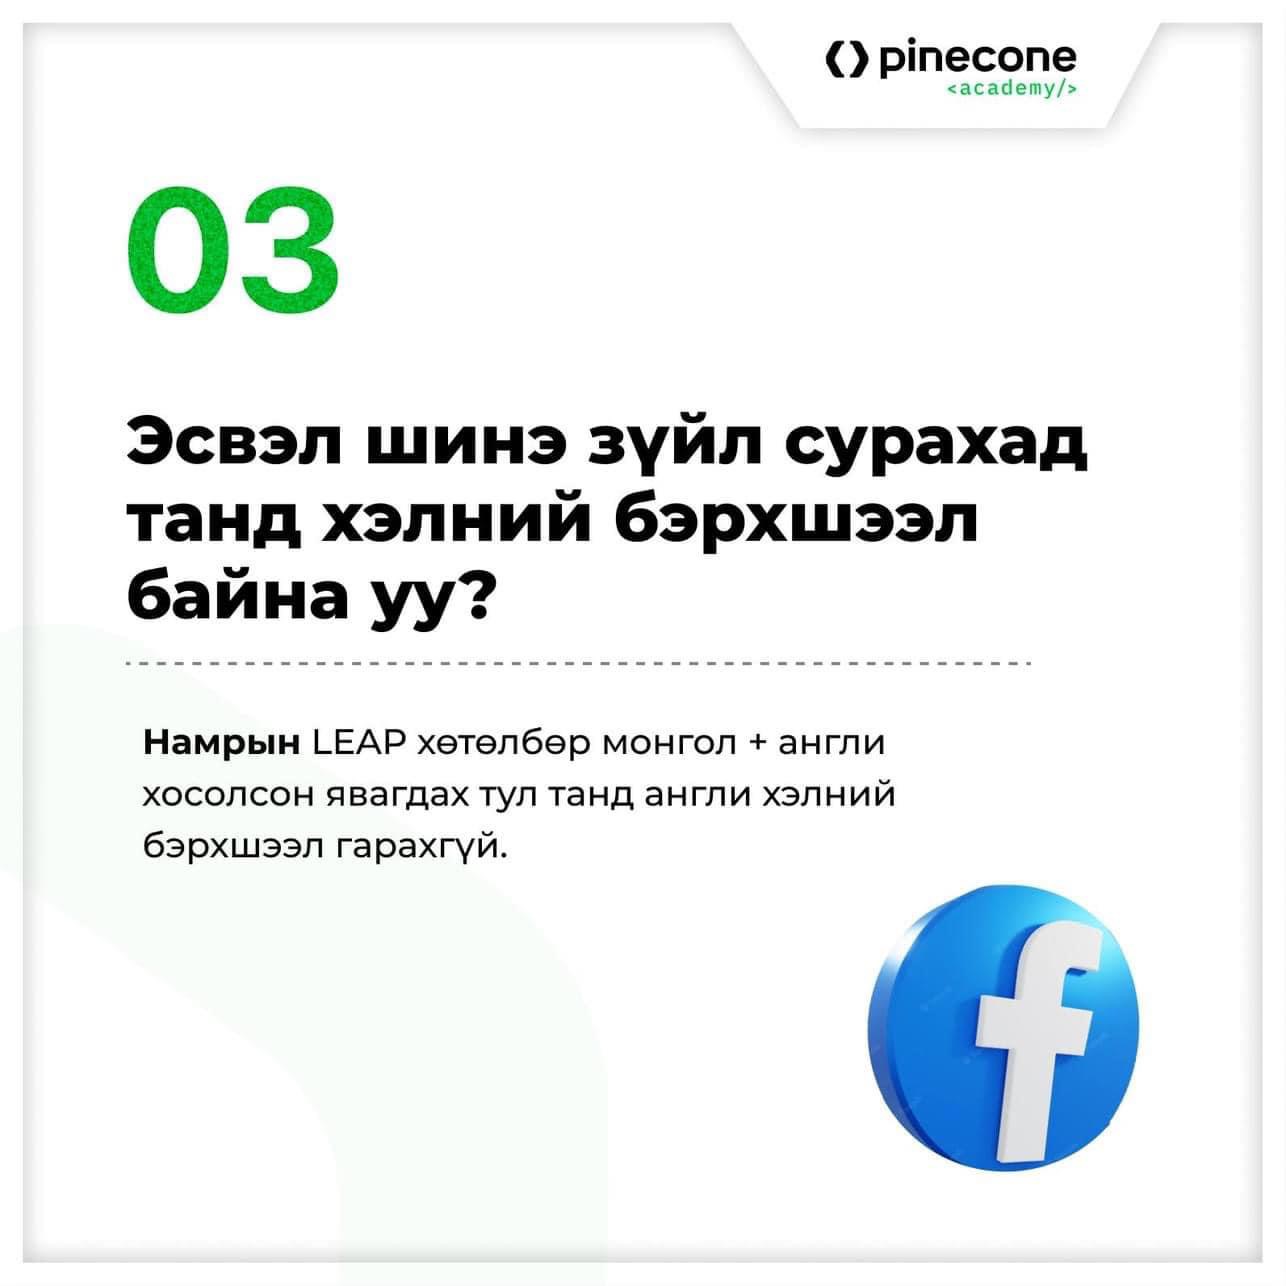 pinecone
<academy/>
03
Эсвэл шинэ зүйл сурахад
танд хэлний бэрхшээл
байна уу?
Намрын LEAP хөтөлбөр монгол + англи
хосолсон явагдах тул танд англи хэлний
бэрхшээл гарахгүй.